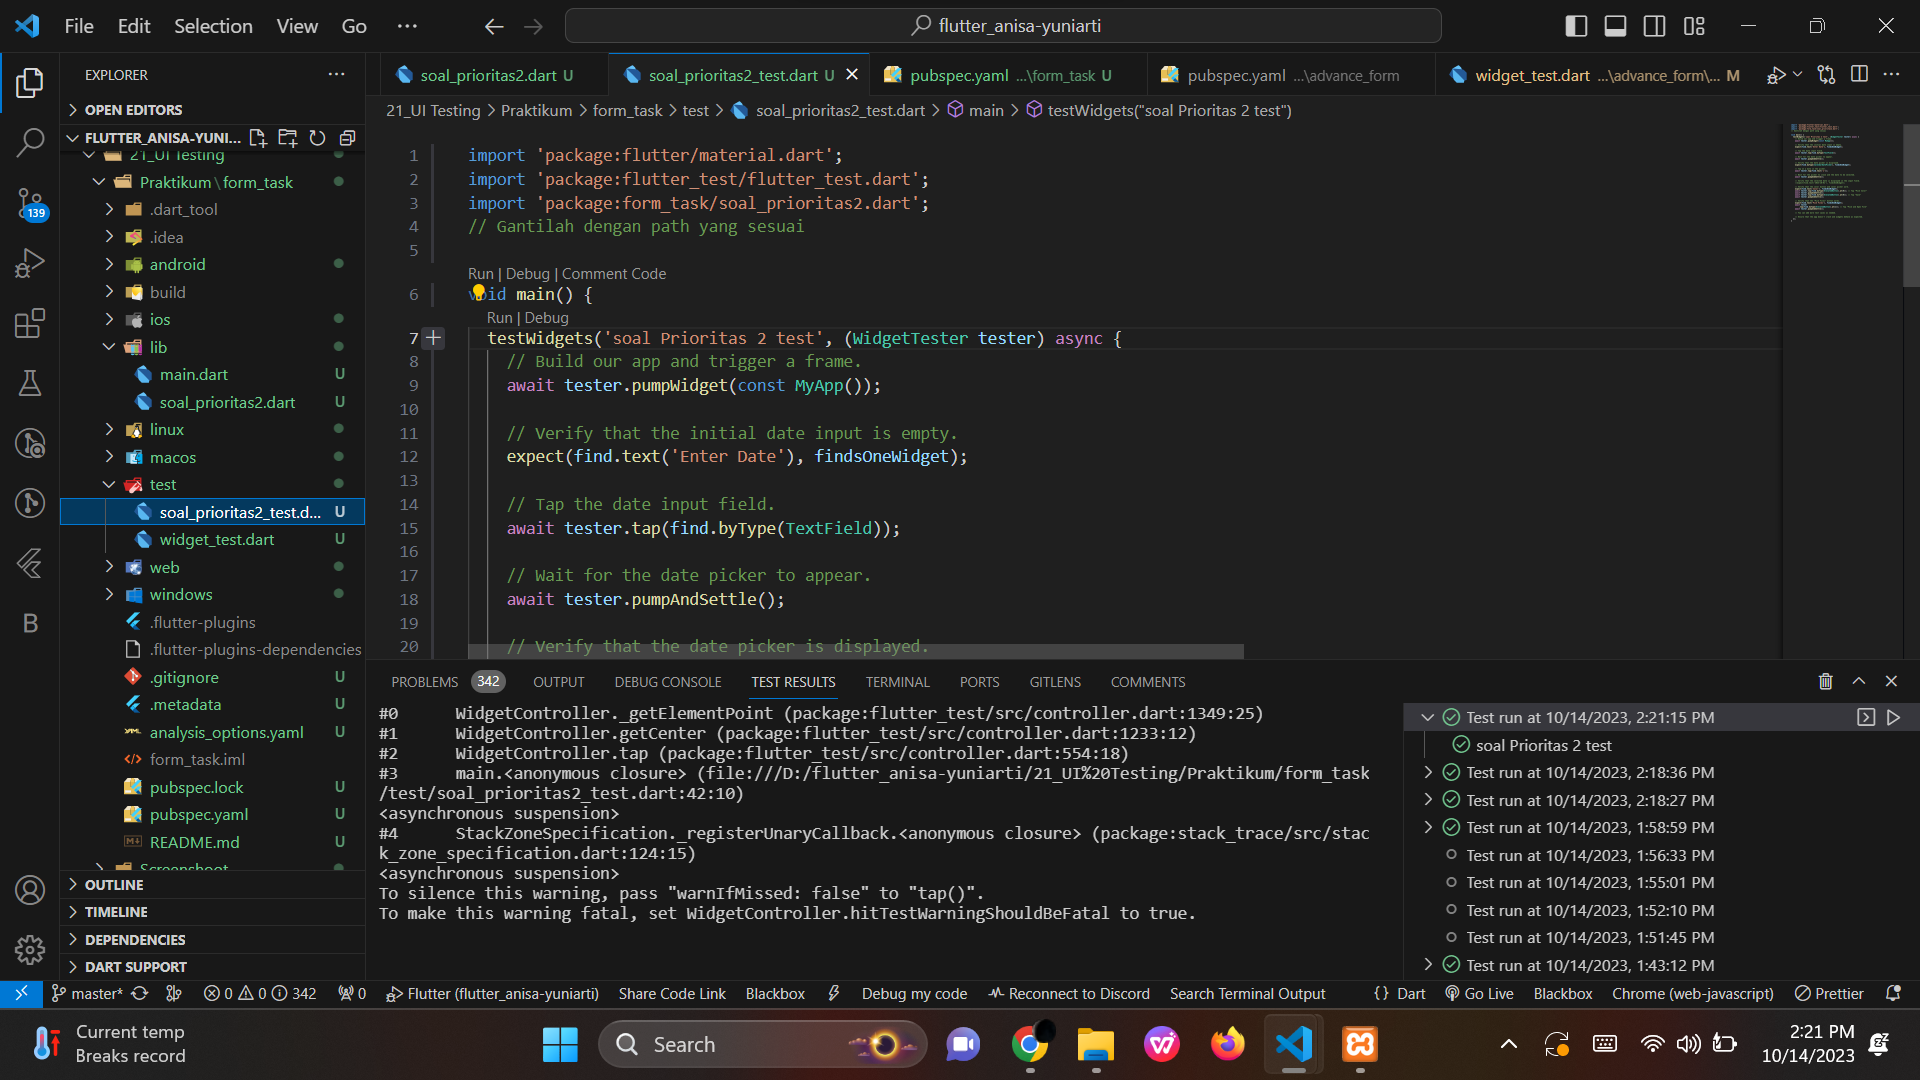 File Edit Selection View Go ··· flutter_anisa-yuniarti
EXPLORER
OPEN EDITORS
FLUTTER_ANISA-YUNI...
21_UI Testing
Praktikum \ form_task
.dart_tool
.idea
android
build
ios
lib
main.dart U
soal_prioritas2.dart U
linux
macos
test
soal_prioritas2_test.d... U
widget_test.dart U
web
windows
.flutter-plugins
.flutter-plugins-dependencies
.gitignore U
.metadata U
analysis_options.yaml U
form_task.iml
pubspec.lock U
pubspec.yaml U
README.md U
Screenshoot
OUTLINE
TIMELINE
DEPENDENCIES
DART SUPPORT
139
B
soal_prioritas2.dart U soal_prioritas2_test.dart U pubspec.yaml ...\form_task U pubspec.yaml ...\advance_form widget_test.dart ...\advance_form\... M
21_UI Testing > Praktikum > form_task > test > soal_prioritas2_test.dart > main > testWidgets("soal Prioritas 2 test")
1 import 'package:flutter/material.dart';
2 import 'package:flutter_test/flutter_test.dart';
3 import 'package:form_task/soal_prioritas2.dart';
4 // Gantilah dengan path yang sesuai
5
Run | Debug | Comment Code
6 void main() {
Run | Debug
7 testWidgets('soal Prioritas 2 test', (WidgetTester tester) async {
8 // Build our app and trigger a frame.
9 await tester.pumpWidget(const MyApp());
10
11 // Verify that the initial date input is empty.
12 expect(find.text('Enter Date'), findsOneWidget);
13
14 // Tap the date input field.
15 await tester.tap(find.byType(TextField));
16
17 // Wait for the date picker to appear.
18 await tester.pumpAndSettle();
19
20 // Verify that the date picker is displayed.
PROBLEMS 342 OUTPUT DEBUG CONSOLE TEST RESULTS TERMINAL PORTS GITLENS COMMENTS
#0 WidgetController._getElementPoint (package:flutter_test/src/controller.dart:1349:25)
#1 WidgetController.getCenter (package:flutter_test/src/controller.dart:1233:12)
#2 WidgetController.tap (package:flutter_test/src/controller.dart:554:18)
#3 main.<anonymous closure> (file:///D:/flutter_anisa-yuniarti/21_UI%20Testing/Praktikum/form_task
/test/soal_prioritas2_test.dart:42:10)
<asynchronous suspension>
#4 StackZoneSpecification._registerUnaryCallback.<anonymous closure> (package:stack_trace/src/stac
k_zone_specification.dart:124:15)
<asynchronous suspension>
To silence this warning, pass "warnIfMissed: false" to "tap()".
To make this warning fatal, set WidgetController.hitTestWarningShouldBeFatal to true.
Test run at 10/14/2023, 2:21:15 PM
soal Prioritas 2 test
Test run at 10/14/2023, 2:18:36 PM
Test run at 10/14/2023, 2:18:27 PM
Test run at 10/14/2023, 1:58:59 PM
Test run at 10/14/2023, 1:56:33 PM
Test run at 10/14/2023, 1:55:01 PM
Test run at 10/14/2023, 1:52:10 PM
Test run at 10/14/2023, 1:51:45 PM
Test run at 10/14/2023, 1:43:12 PM
master* 0 0 342 0 Flutter (flutter_anisa-yuniarti) Share Code Link Blackbox Debug my code Reconnect to Discord Search Terminal Output {} Dart Go Live Blackbox Chrome (web-javascript) Prettier
Current temp
Breaks record
Search
2:21 PM
10/14/2023